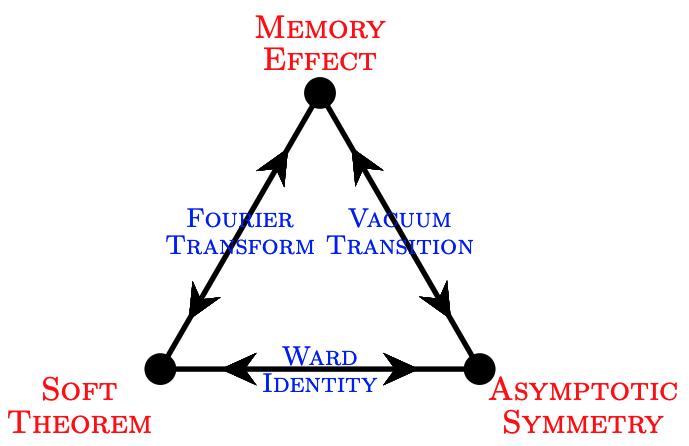 MEMORY
EFFECT
FOURIER
TRANSFORM
VACUUM
TRANSITION
WARD
IDENTITY
SOFT
THEOREM
ASYMPTOTIC
SYMMETRY